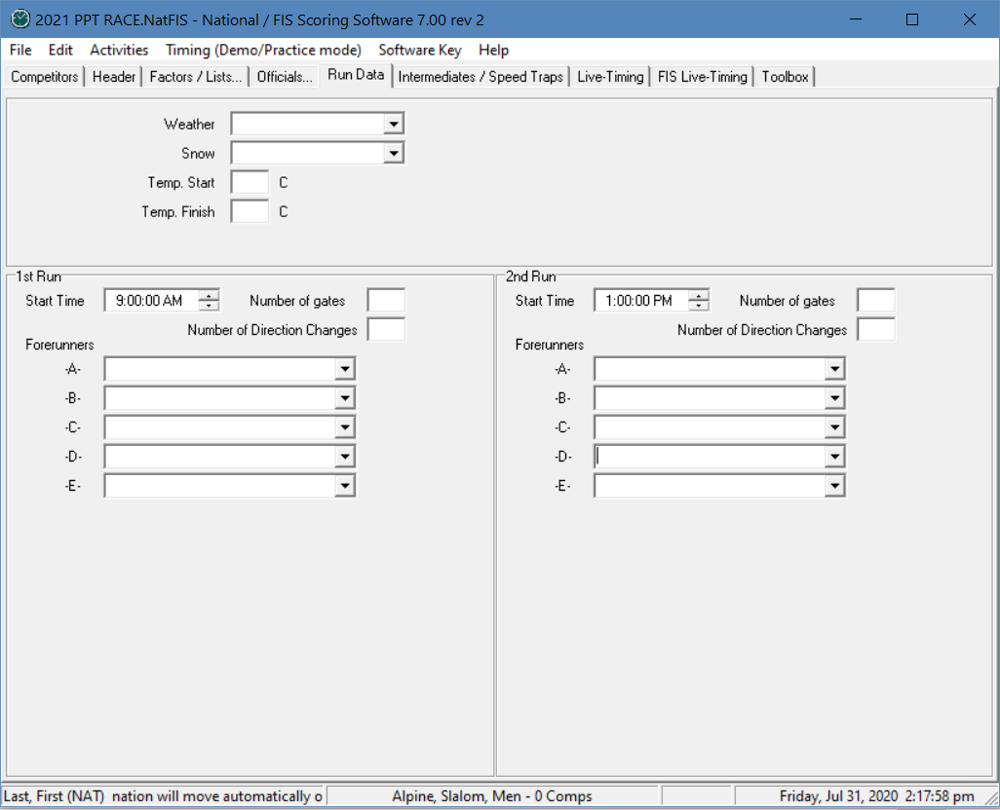 2021 PPT RACE.NatFIS - National / FIS Scoring Software 7.00 rev 2
File Edit Activities Timing (Demo/Practice mode) Software Key Help
Competitors Header Factors / Lists... Officials... Run Data Intermediates / Speed Traps Live-Timing FIS Live-Timing Toolbox
Weather
Snow
Temp. Start C
Temp. Finish C
1st Run
Start Time 9:00:00 AM Number of gates
Number of Direction Changes
Forerunners
-A-
-B-
-C-
-D-
-E-
2nd Run
Start Time 1:00:00 PM Number of gates
Number of Direction Changes
Forerunners
-A-
-B-
-C-
-D-
-E-
Last, First (NAT) nation will move automatically o Alpine, Slalom, Men - 0 Comps Friday, Jul 31, 2020 2:17:58 pm